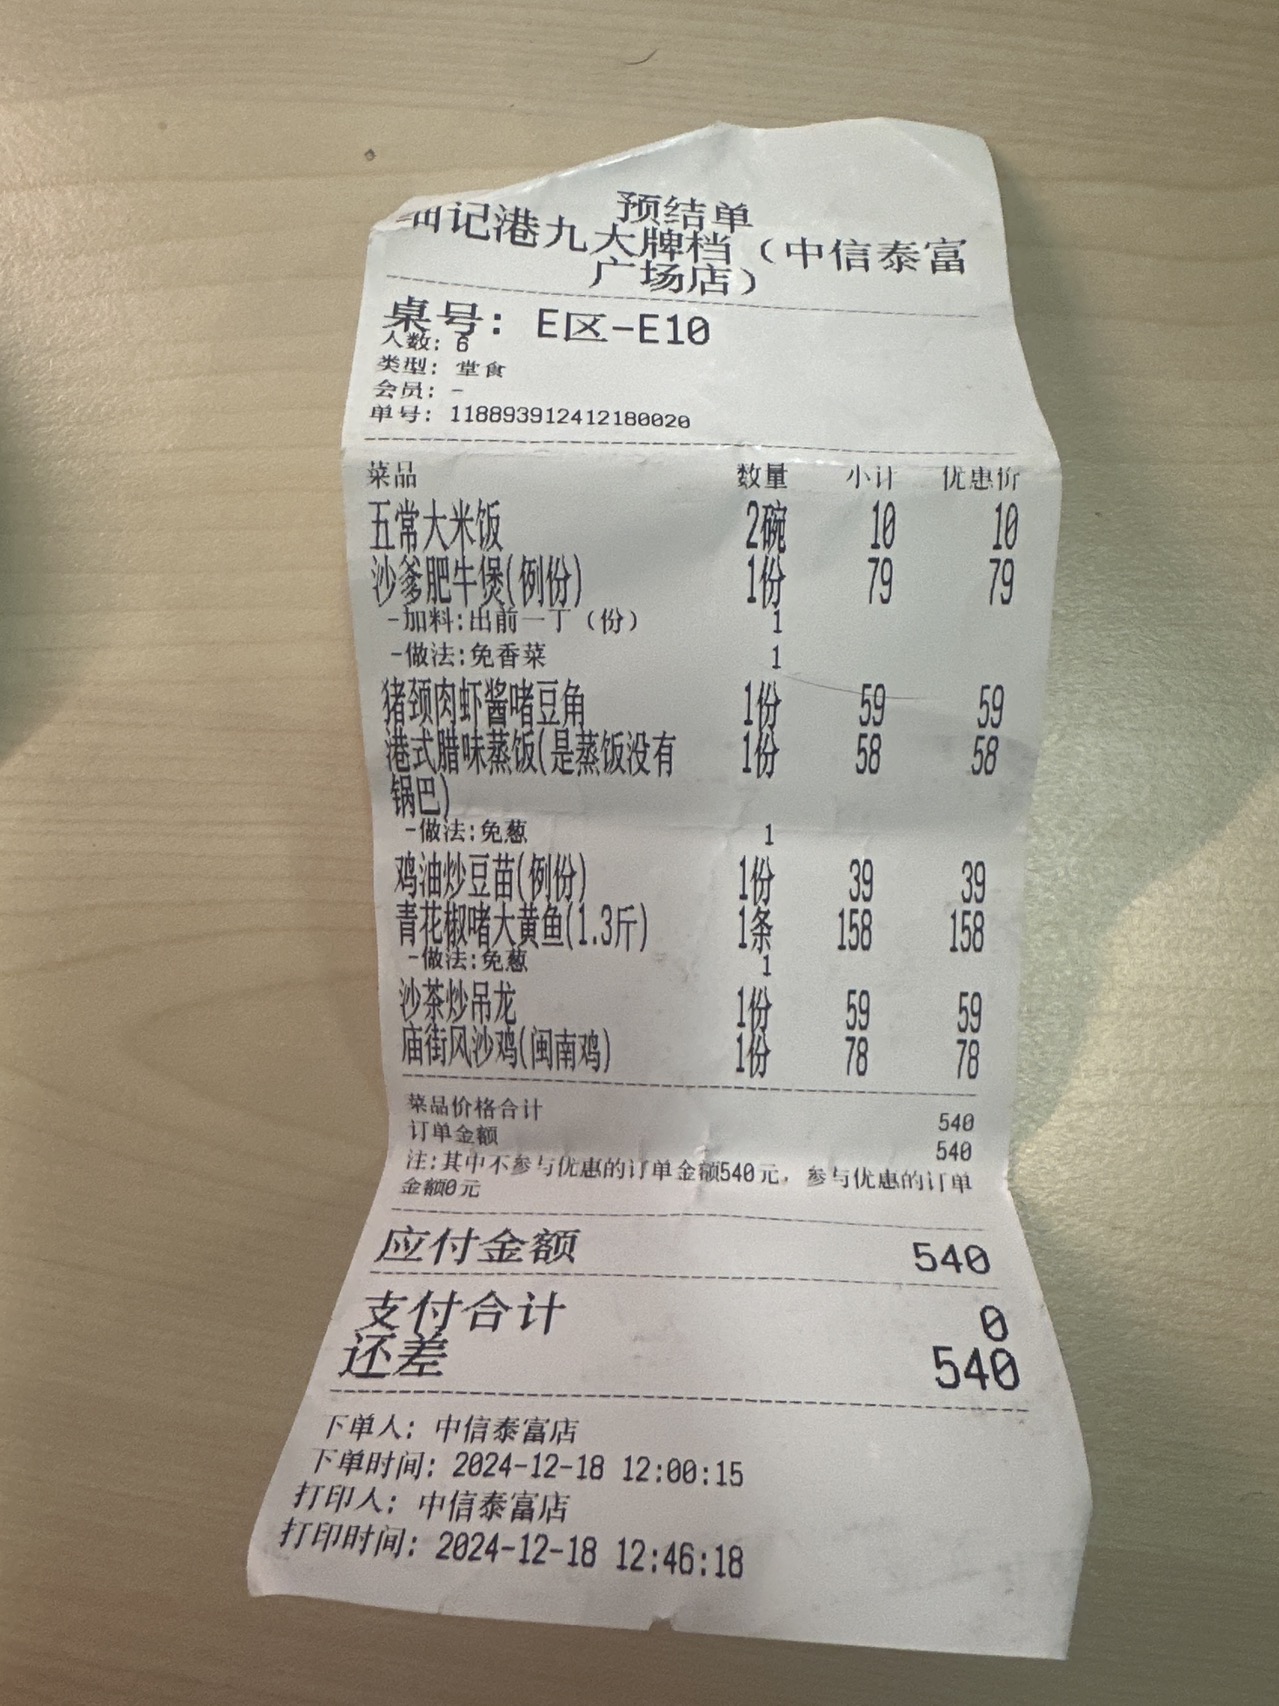 预结单
记港九大牌档（中信泰富
广场店）
桌号: E区-E10
人数: 6
类型: 堂食
会员: -
单号: 118893912412180020
菜品 数量 小计 优惠价
五常大米饭 2碗 10 10
沙爹肥牛煲(例份) 1份 79 79
-加料:出前一丁（份） 1
-做法:免香菜 1
猪颈肉虾酱啫豆角 1份 59 59
港式腊味蒸饭(是蒸饭没有 1份 58 58
锅巴)
-做法:免葱 1
鸡油炒豆苗(例份) 1份 39 39
青花椒啫大黄鱼(1.3斤) 1条 158 158
-做法:免葱 1
沙茶炒吊龙 1份 59 59
庙街风沙鸡(闽南鸡) 1份 78 78
菜品价格合计 540
订单金额 540
注:其中不参与优惠的订单金额540元，参与优惠的订单
金额0元
应付金额 540
支付合计 0
还差 540
下单人: 中信泰富店
下单时间: 2024-12-18 12:00:15
打印人: 中信泰富店
打印时间: 2024-12-18 12:46:18